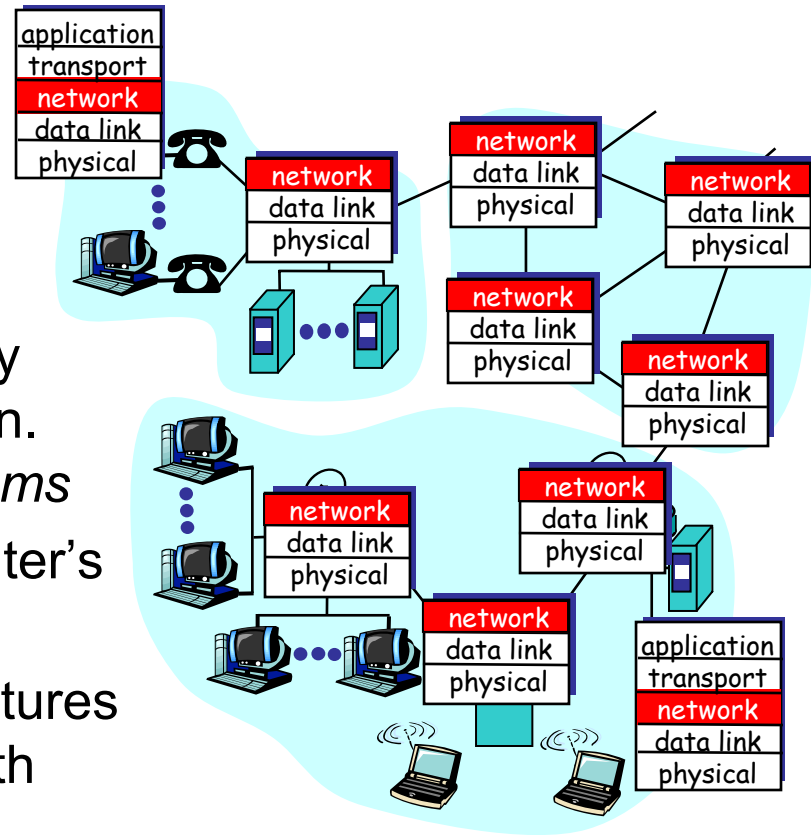 application
transport
network
data link
physical
network
data link
physical
network
data link
physical
network
data link
physical
network
data link
physical
network
data link
physical
y
n.
ms
ter's
tures
th
network
data link
physical
network
data link
physical
network
data link
physical
application
transport
network
data link
physical